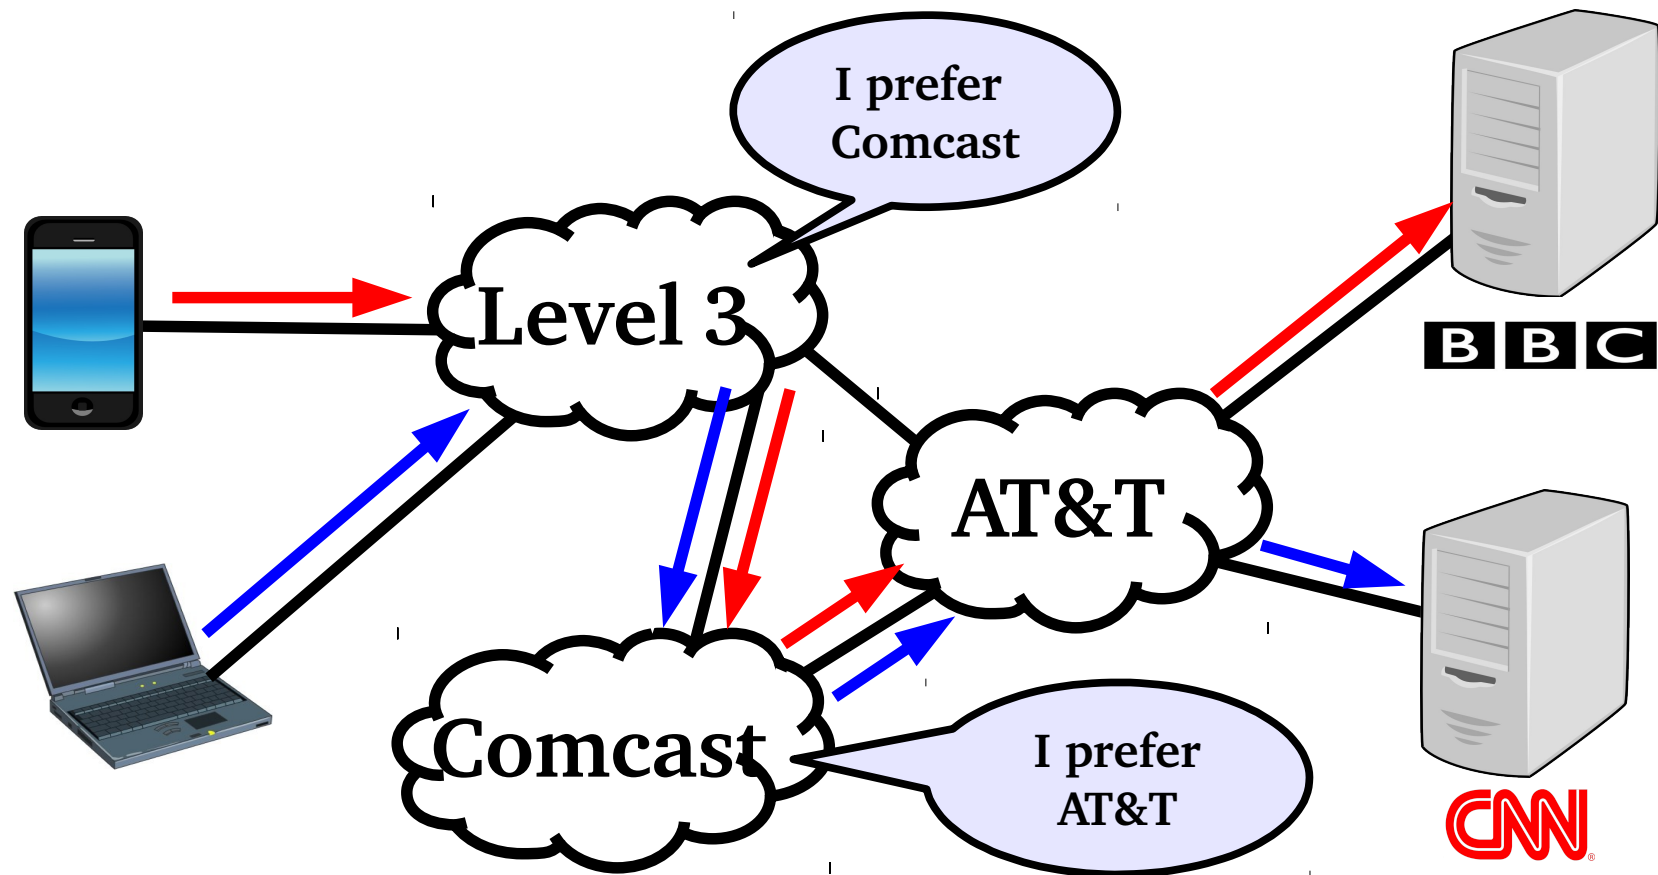 I prefer
Comcast
Level 3
BBC
AT&T
Comcast
I prefer
AT&T
CNN
®